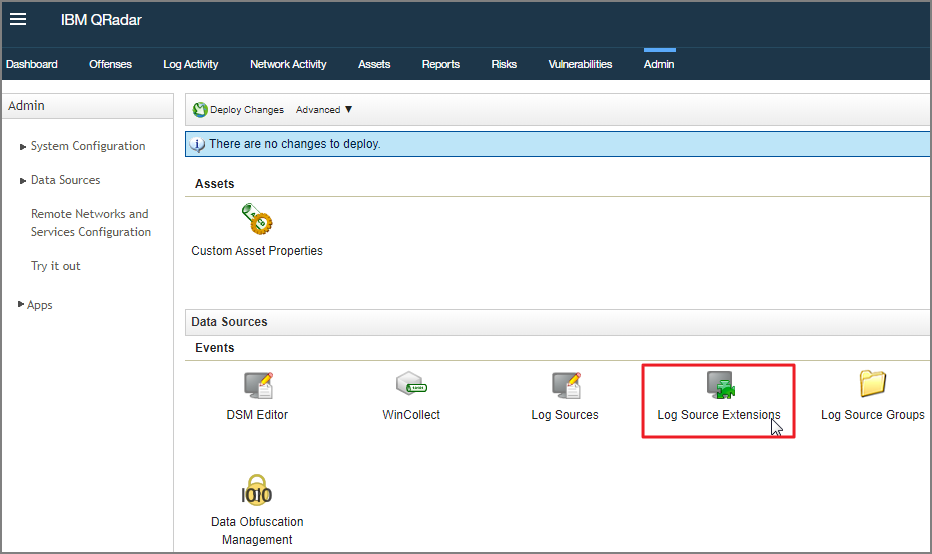 IBM QRadar
Dashboard Offenses Log Activity Network Activity Assets Reports Risks Vulnerabilities Admin
Admin
System Configuration
Data Sources
Remote Networks and
Services Configuration
Try it out
Apps
Deploy Changes Advanced ▼
There are no changes to deploy.
Assets
Custom Asset Properties
Data Sources
Events
DSM Editor WinCollect Log Sources Log Source Extensions Log Source Groups
1010
Data Obfuscation
Management